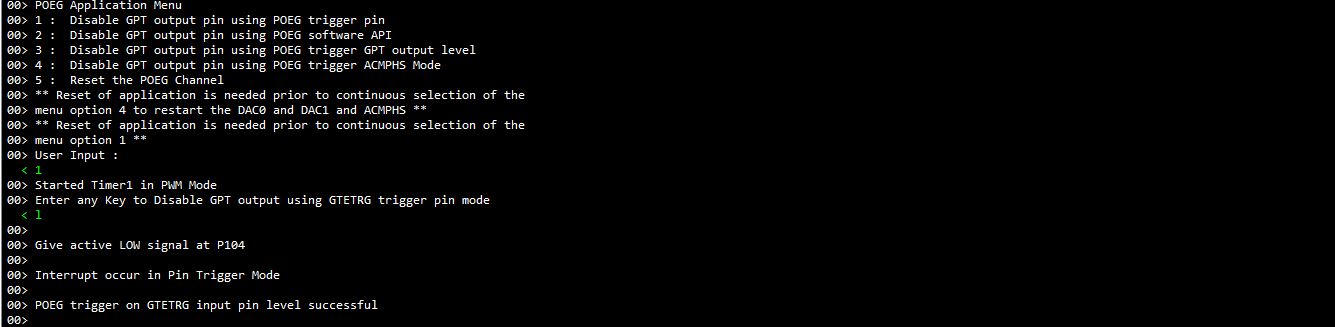 00> POEG Application Menu
00> 1 :  Disable GPT output pin using POEG trigger pin
00> 2 :  Disable GPT output pin using POEG software API
00> 3 :  Disable GPT output pin using POEG trigger GPT output level
00> 4 :  Disable GPT output pin using POEG trigger ACMPHS Mode
00> 5 :  Reset the POEG Channel
00> ** Reset of application is needed prior to continuous selection of the
00> menu option 4 to restart the DAC0 and DAC1 and ACMPHS **
00> ** Reset of application is needed prior to continuous selection of the
00> menu option 1 **
00> User Input :
< 1
00> Started Timer1 in PWM Mode
00> Enter any Key to Disable GPT output using GTETRG trigger pin mode
< l
00>
00> Give active LOW signal at P104
00>
00> Interrupt occur in Pin Trigger Mode
00>
00> POEG trigger on GTETRG input pin level successful
00>